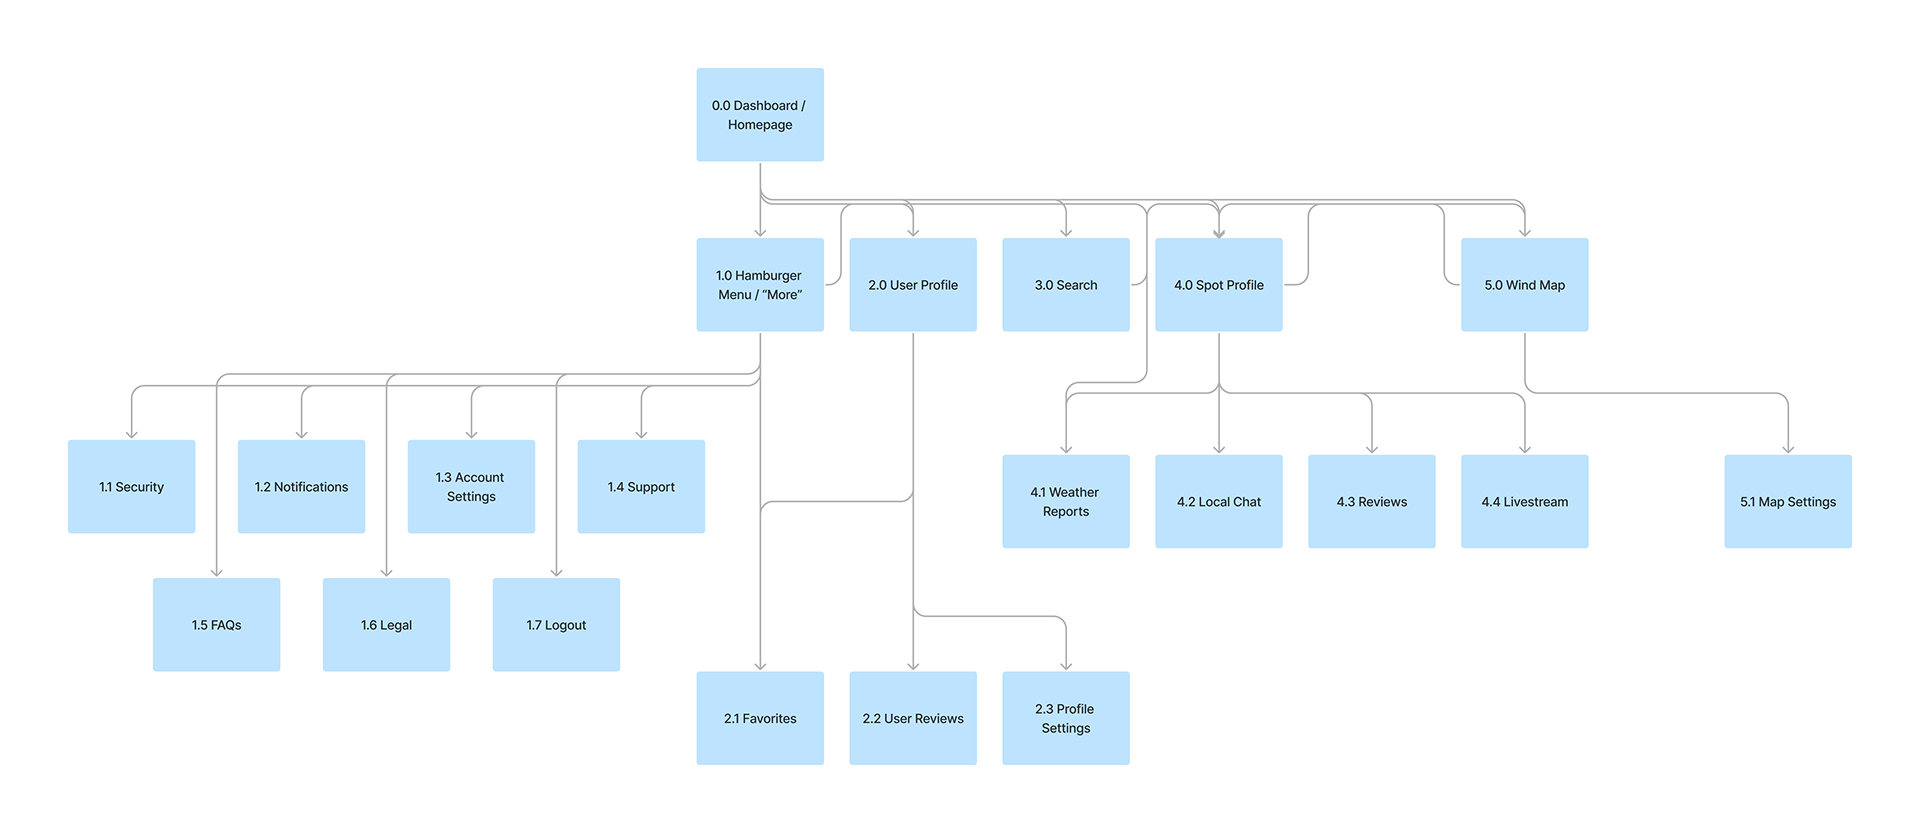 0.0 Dashboard /
Homepage
1.0 Hamburger
Menu / “More”
2.0 User Profile
3.0 Search
4.0 Spot Profile
5.0 Wind Map
1.1 Security
1.2 Notifications
1.3 Account
Settings
1.4 Support
4.1 Weather
Reports
4.2 Local Chat
4.3 Reviews
4.4 Livestream
5.1 Map Settings
1.5 FAQs
1.6 Legal
1.7 Logout
2.1 Favorites
2.2 User Reviews
2.3 Profile
Settings